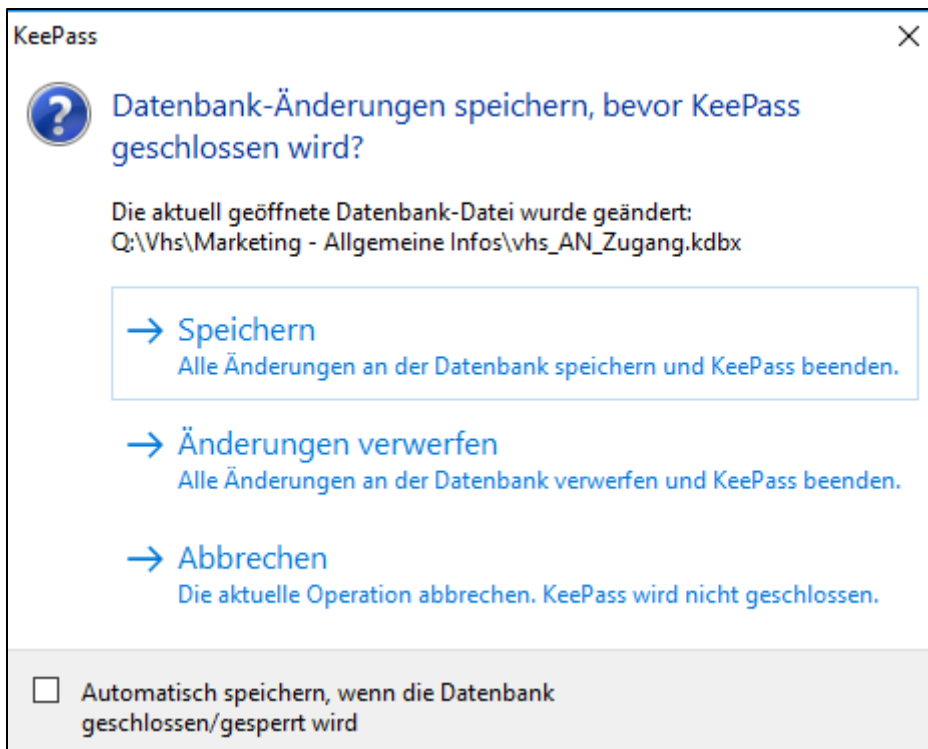 KeePass
Datenbank-Änderungen speichern, bevor KeePass
geschlossen wird?
Die aktuell geöffnete Datenbank-Datei wurde geändert:
Q:\Vhs\Marketing - Allgemeine Infos\vhs_AN_Zugang.kdbx
Speichern
Alle Änderungen an der Datenbank speichern und KeePass beenden.
Änderungen verwerfen
Alle Änderungen an der Datenbank verwerfen und KeePass beenden.
Abbrechen
Die aktuelle Operation abbrechen. KeePass wird nicht geschlossen.
Automatisch speichern, wenn die Datenbank
geschlossen/gesperrt wird